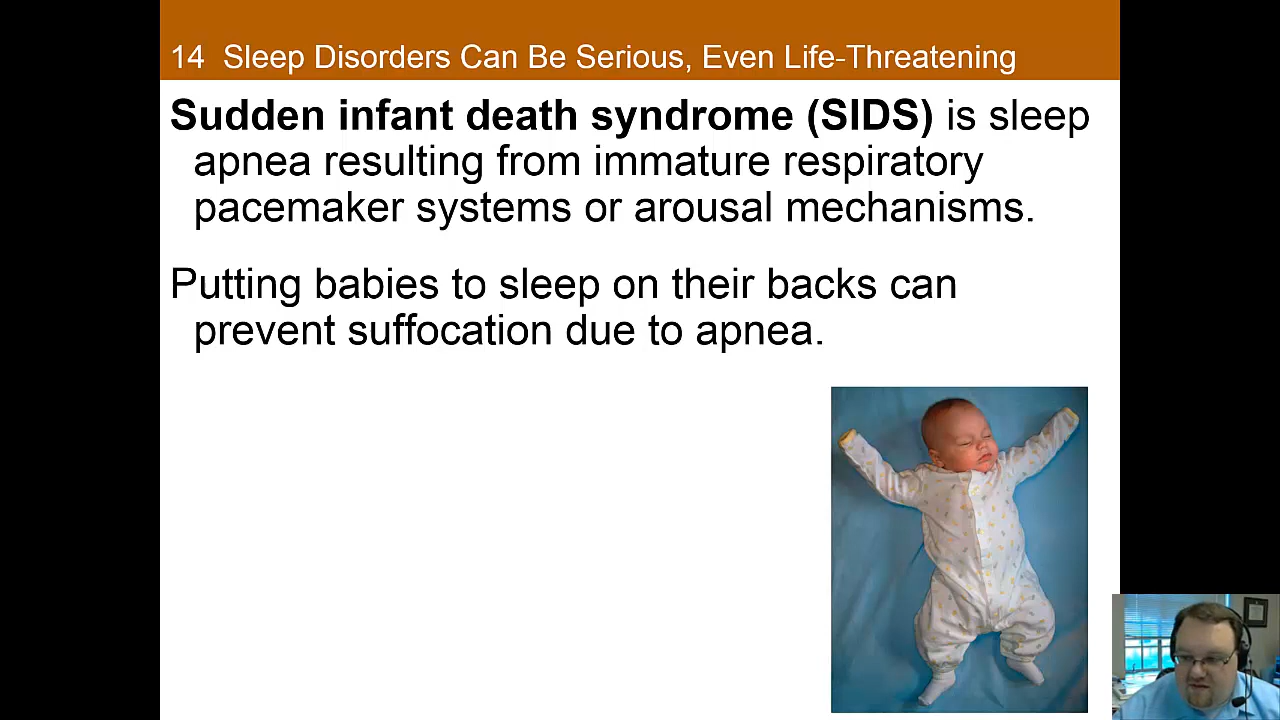 14 Sleep Disorders Can Be Serious, Even Life-Threatening
Sudden infant death syndrome (SIDS) is sleep
apnea resulting from immature respiratory
pacemaker systems or arousal mechanisms.
Putting babies to sleep on their backs can
prevent suffocation due to apnea.